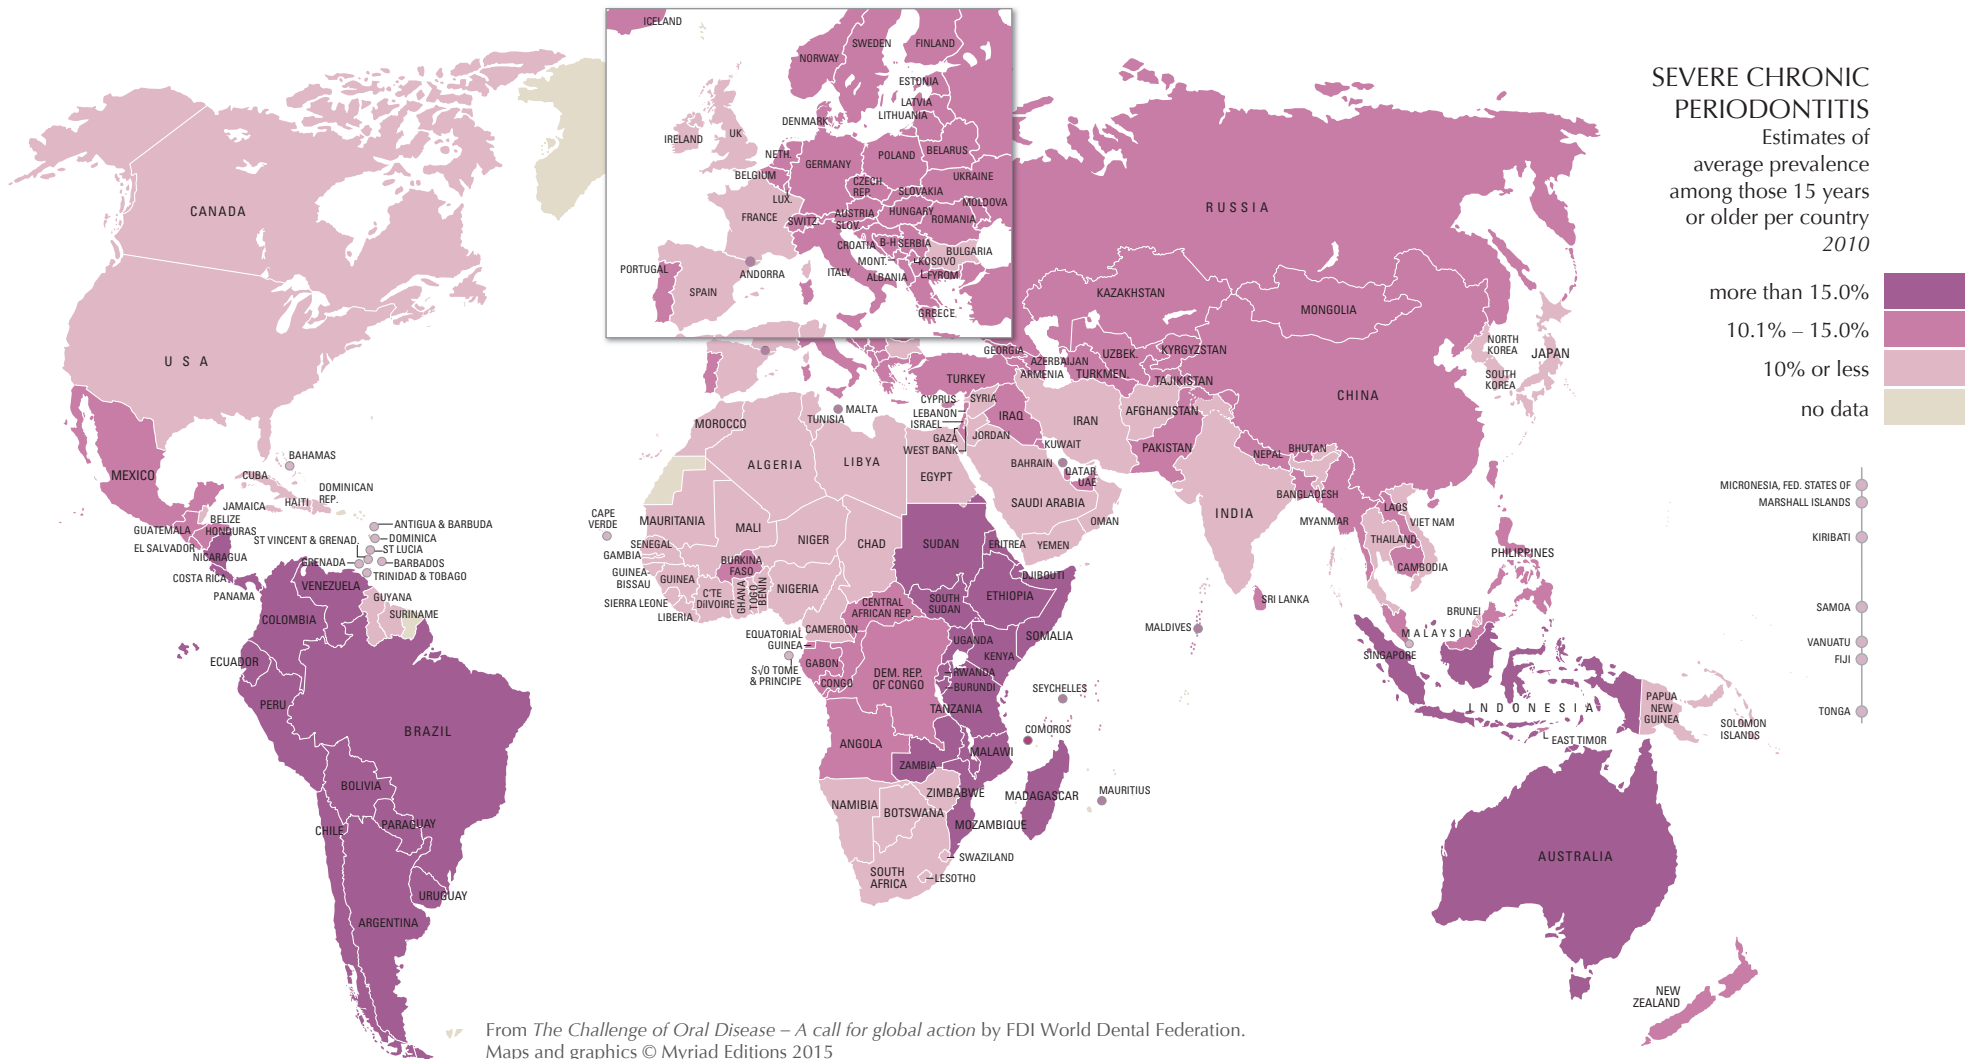 SEVERE CHRONIC
PERIODONTITIS
Estimates of
average prevalence
among those 15 years
or older per country
2010
more than 15.0%
10.1% – 15.0%
10% or less
no data
ICELAND
SWEDEN
FINLAND
NORWAY
ESTONIA
LATVIA
LITHUANIA
DENMARK
IRELAND
UK
NETH.
GERMANY
POLAND
BELARUS
BELGIUM
CZECH
REP.
UKRAINE
SLOVAKIA
LUX.
MOLDOVA
FRANCE
AUSTRIA
HUNGARY
ROMANIA
SWITZ.
SLOV.
CROATIA
B-H
SERBIA
BULGARIA
MONT.
KOSOVO
PORTUGAL
ANDORRA
ITALY
ALBANIA
FYROM
SPAIN
GREECE
CANADA
USA
MEXICO
BAHAMAS
CUBA
DOMINICAN
REP.
HAITI
JAMAICA
BELIZE
GUATEMALA
HONDURAS
EL SALVADOR
NICARAGUA
COSTA RICA
PANAMA
ANTIGUA & BARBUDA
DOMINICA
ST VINCENT & GRENAD.
ST LUCIA
GRENADA
BARBADOS
TRINIDAD & TOBAGO
VENEZUELA
GUYANA
SURINAME
COLOMBIA
ECUADOR
PERU
BRAZIL
BOLIVIA
PARAGUAY
CHILE
URUGUAY
ARGENTINA
RUSSIA
KAZAKHSTAN
MONGOLIA
GEORGIA
AZERBAIJAN
ARMENIA
UZBEK.
KYRGYZSTAN
TURKMEN.
TAJIKISTAN
NORTH
KOREA
JAPAN
SOUTH
KOREA
CHINA
TURKEY
CYPRUS
SYRIA
LEBANON
ISRAEL
IRAQ
IRAN
AFGHANISTAN
GAZA
WEST BANK
JORDAN
KUWAIT
PAKISTAN
BAHRAIN
QATAR
UAE
NEPAL
BHUTAN
SAUDI ARABIA
OMAN
YEMEN
INDIA
BANGLADESH
MYANMAR
LAOS
VIET NAM
THAILAND
CAMBODIA
PHILIPPINES
SRI LANKA
MALDIVES
BRUNEI
MALAYSIA
SINGAPORE
INDONESIA
EAST TIMOR
PAPUA
NEW
GUINEA
SOLOMON
ISLANDS
AUSTRALIA
NEW
ZEALAND
MICRONESIA, FED. STATES OF
MARSHALL ISLANDS
KIRIBATI
SAMOA
VANUATU
FIJI
TONGA
MALTA
TUNISIA
MOROCCO
ALGERIA
LIBYA
EGYPT
CAPE
VERDE
MAURITANIA
MALI
NIGER
CHAD
SUDAN
ERITREA
DJIBOUTI
SENEGAL
GAMBIA
GUINEA-
BISSAU
GUINEA
SIERRA LEONE
LIBERIA
C'TE
DíIVOIRE
BURKINA
FASO
GHANA
TOGO
BENIN
NIGERIA
CENTRAL
AFRICAN REP.
SOUTH
SUDAN
ETHIOPIA
SOMALIA
CAMEROON
EQUATORIAL
GUINEA
S√O TOME
& PRINCIPE
GABON
CONGO
DEM. REP.
OF CONGO
UGANDA
KENYA
RWANDA
BURUNDI
TANZANIA
SEYCHELLES
COMOROS
ANGOLA
ZAMBIA
MALAWI
ZIMBABWE
MADAGASCAR
MAURITIUS
NAMIBIA
BOTSWANA
MOZAMBIQUE
SWAZILAND
SOUTH
AFRICA
LESOTHO
From The Challenge of Oral Disease – A call for global action by FDI World Dental Federation.
Maps and graphics © Myriad Editions 2015